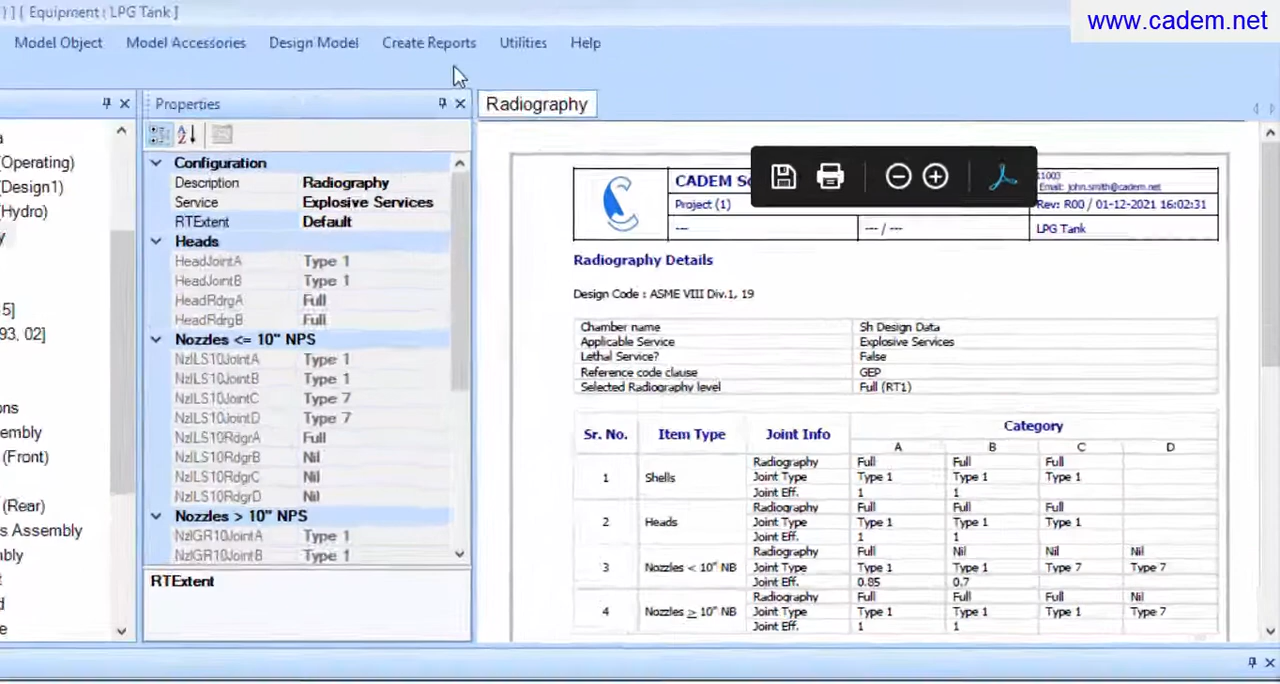 ) ] [ Equipment : LPG Tank ]
www.cadem.net
Model Object Model Accessories Design Model Create Reports Utilities Help
Properties
Radiography
a
(Operating)
(Design1)
(Hydro)
y
5]
93, 02]
ons
embly
(Front)
(Rear)
s Assembly
mbly
t
d
e
Configuration
Description Radiography
Service Explosive Services
RTExtent Default
Heads
HeadJointA Type 1
HeadJointB Type 1
HeadRdrgA Full
HeadRdrgB Full
Nozzles <= 10" NPS
NzlLS10JointA Type 1
NzlLS10JointB Type 1
NzlLS10JointC Type 7
NzlLS10JointD Type 7
NzlLS10RdgrA Full
NzlLS10RdgrB Nil
NzlLS10RdgrC Nil
NzlLS10RdgrD Nil
Nozzles > 10" NPS
NzlGR10JointA Type 1
NzlGR10JointB Type 1
RTExtent
CADEM So
11003
Email: john.smith@cadem.net
Project (1) Rev: R00 / 01-12-2021 16:02:31
--- --- / --- LPG Tank
Radiography Details
Design Code : ASME VIII Div.1, 19
Chamber name Sh Design Data
Applicable Service Explosive Services
Lethal Service? False
Reference code clause GEP
Selected Radiography level Full (RT1)
Sr. No. Item Type Joint Info Category
A B C D
Radiography Full Full Full
1 Shells Joint Type Type 1 Type 1 Type 1
Joint Eff. 1 1
Radiography Full Full Full
2 Heads Joint Type Type 1 Type 1 Type 1
Joint Eff. 1 1
Radiography Full Nil Nil Nil
3 Nozzles < 10" NB Joint Type Type 1 Type 1 Type 7 Type 7
Joint Eff. 0.85 0.7
Radiography Full Full Full Nil
4 Nozzles ≥ 10" NB Joint Type Type 1 Type 1 Type 1 Type 7
Joint Eff. 1 1